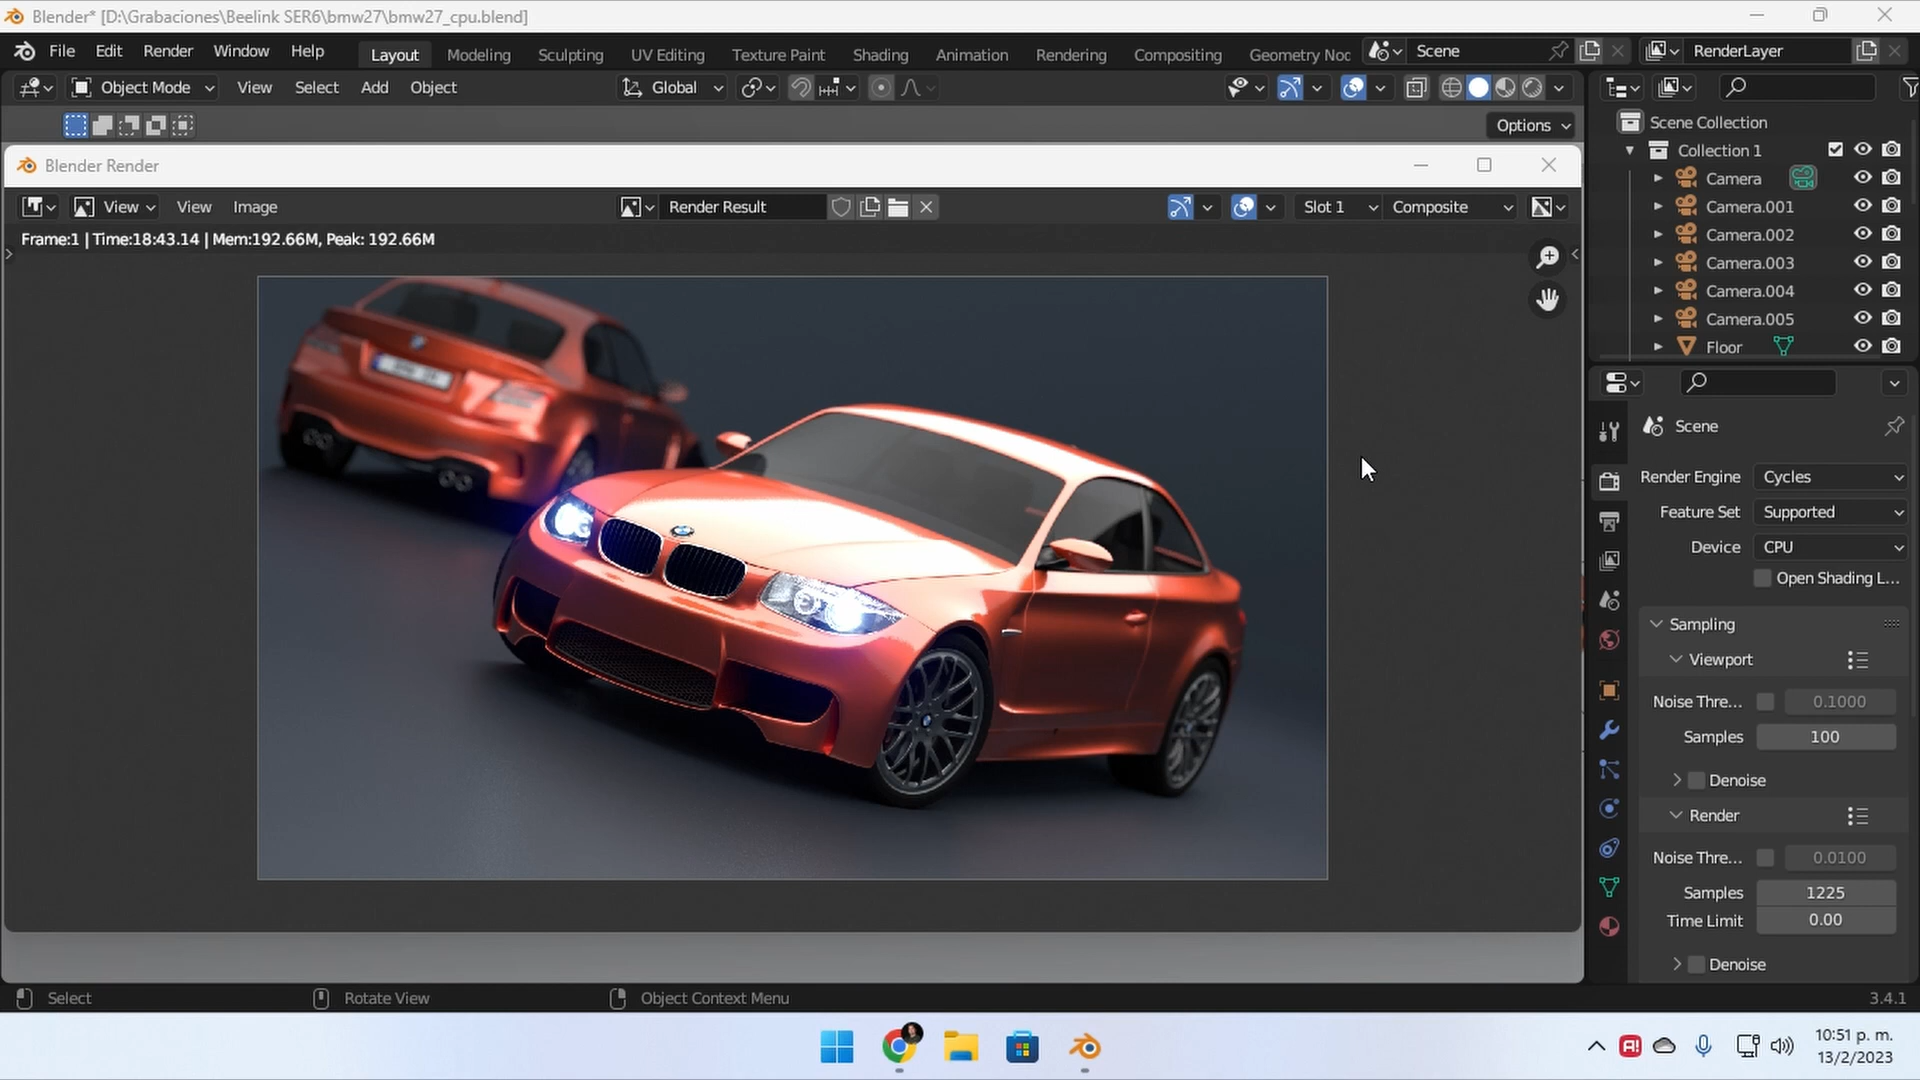 Blender* [D:\Grabaciones\Beelink SER6\bmw27\bmw27_cpu.blend]
File Edit Render Window Help Layout Modeling Sculpting UV Editing Texture Paint Shading Animation Rendering Compositing Geometry Noc Scene RenderLayer
Object Mode View Select Add Object Global
Options
Scene Collection
Collection 1
Camera
Camera.001
Camera.002
Camera.003
Camera.004
Camera.005
Floor
Blender Render
View View Image Render Result Slot 1 Composite
Frame:1 | Time:18:43.14 | Mem:192.66M, Peak: 192.66M
Scene
Render Engine Cycles
Feature Set Supported
Device CPU
Open Shading L...
Sampling
Viewport
Noise Thre... 0.1000
Samples 100
Denoise
Render
Noise Thre... 0.0100
Samples 1225
Time Limit 0.00
Denoise
Select Rotate View Object Context Menu 3.4.1
10:51 p. m.
13/2/2023